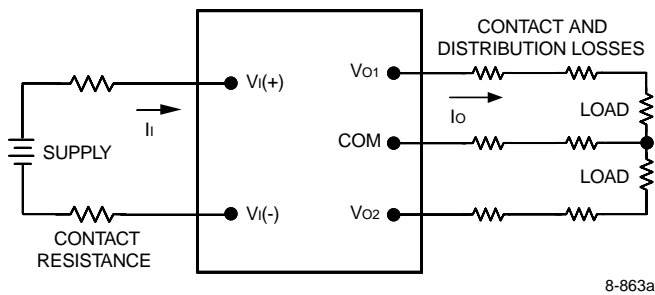 CONTACT AND
DISTRIBUTION LOSSES
VI(+)
VO1
II
IO
LOAD
SUPPLY
COM
LOAD
VI(-)
VO2
CONTACT
RESISTANCE
8-863a